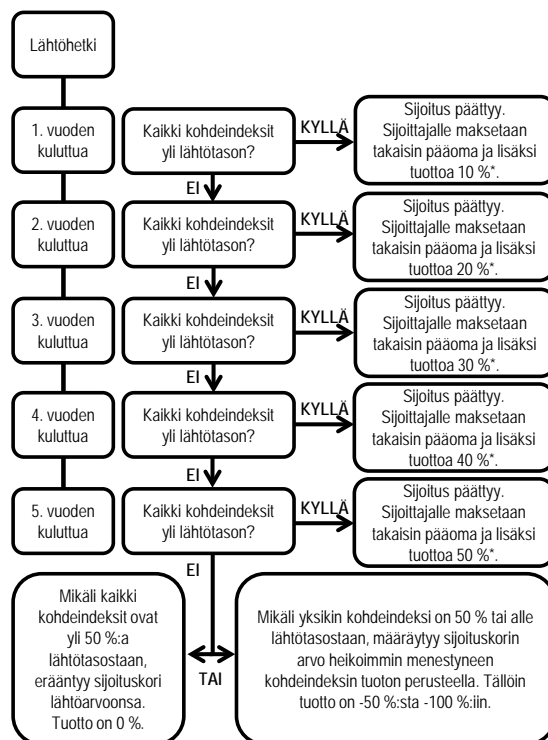 Lähtöhetki
1. vuoden
kuluttua
Kaikki kohdeindeksit
yli lähtötason?
KYLLÄ
Sijoitus päättyy.
Sijoittajalle maksetaan
takaisin pääoma ja lisäksi
tuottoa 10 %*.
EI
2. vuoden
kuluttua
Kaikki kohdeindeksit
yli lähtötason?
KYLLÄ
Sijoitus päättyy.
Sijoittajalle maksetaan
takaisin pääoma ja lisäksi
tuottoa 20 %*.
EI
3. vuoden
kuluttua
Kaikki kohdeindeksit
yli lähtötason?
KYLLÄ
Sijoitus päättyy.
Sijoittajalle maksetaan
takaisin pääoma ja lisäksi
tuottoa 30 %*.
EI
4. vuoden
kuluttua
Kaikki kohdeindeksit
yli lähtötason?
KYLLÄ
Sijoitus päättyy.
Sijoittajalle maksetaan
takaisin pääoma ja lisäksi
tuottoa 40 %*.
EI
5. vuoden
kuluttua
Kaikki kohdeindeksit
yli lähtötason?
KYLLÄ
Sijoitus päättyy.
Sijoittajalle maksetaan
takaisin pääoma ja lisäksi
tuottoa 50 %*.
EI
Mikäli kaikki
kohdeindeksit ovat
yli 50 %:a
lähtötasostaan,
erääntyy sijoituskori
lähtöarvoonsa.
Tuotto on 0 %.
TAI
Mikäli yksikin kohdeindeksi on 50 % tai alle
lähtötasostaan, määräytyy sijoituskorin
arvo heikoimmin menestyneen
kohdeindeksin tuoton perusteella. Tällöin
tuotto on -50 %:sta -100 %:iin.